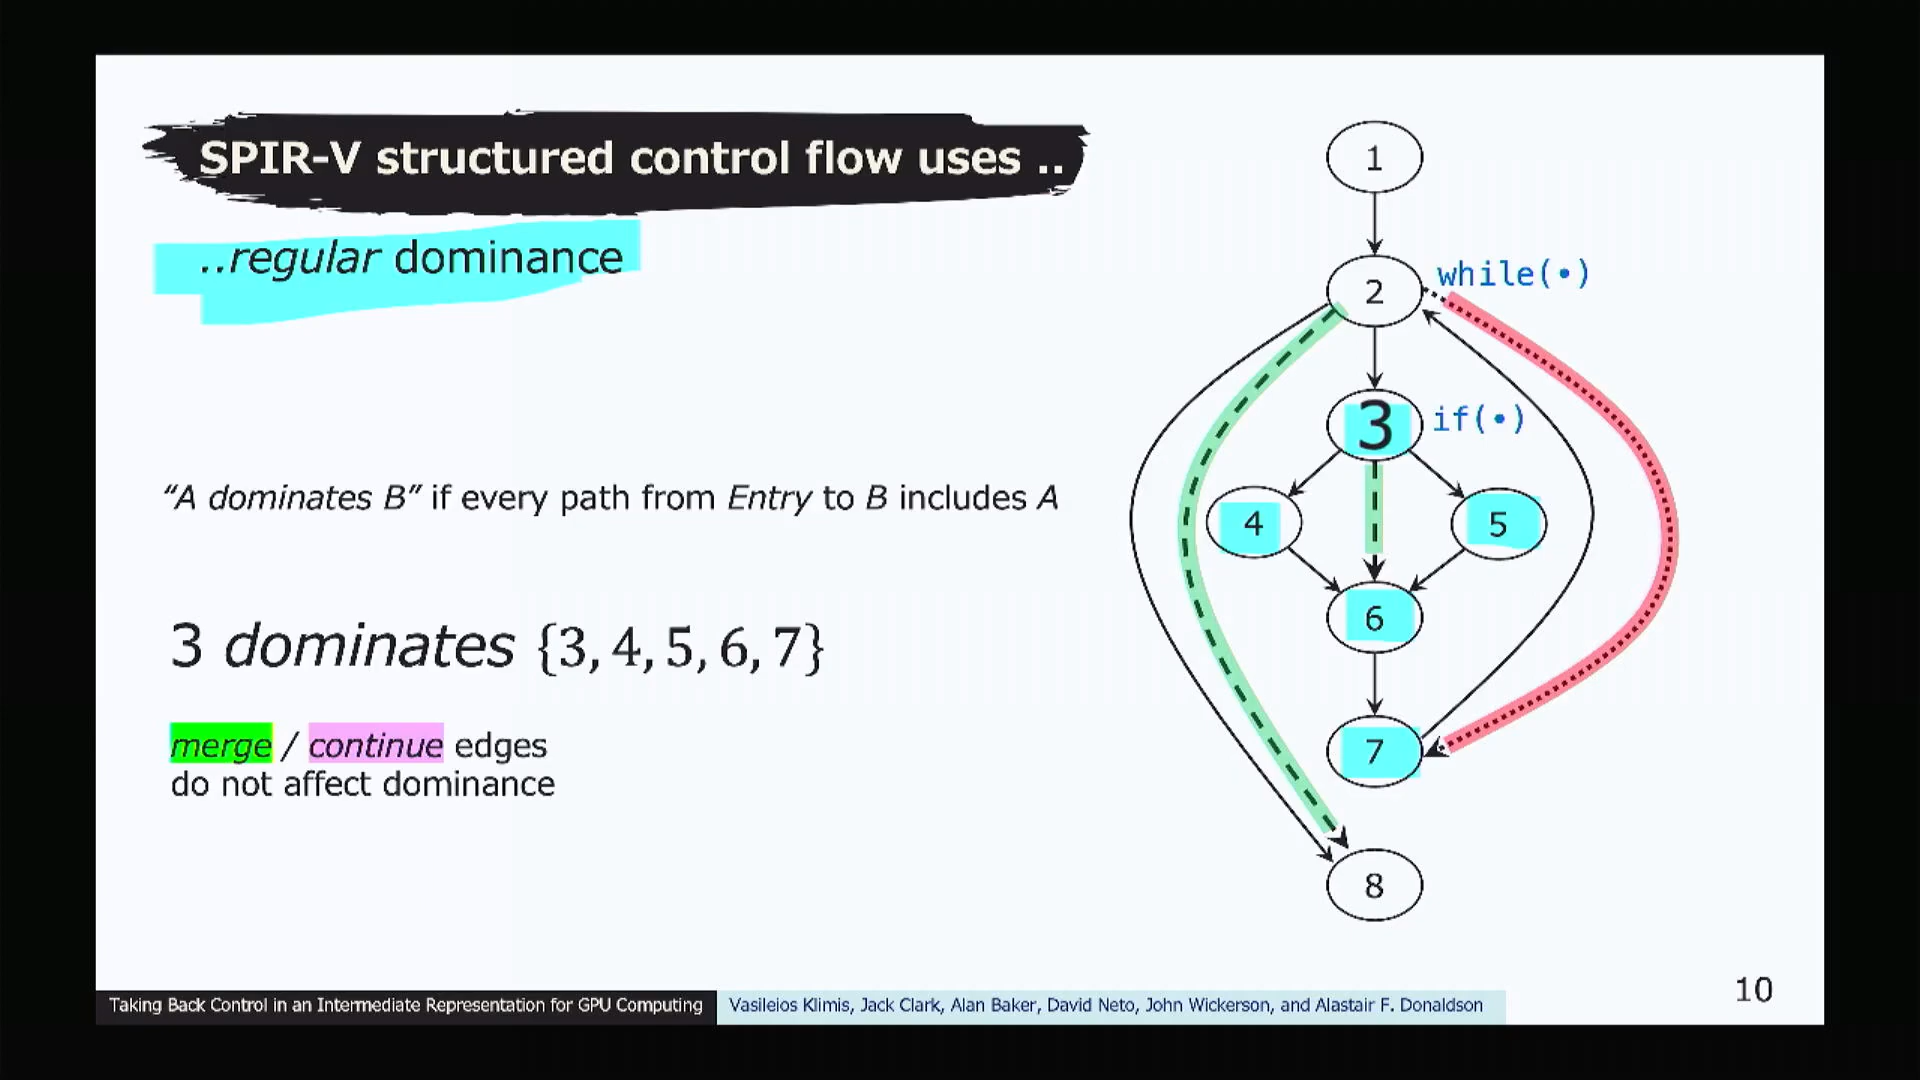 SPIR-V structured control flow uses ..
..regular dominance
“A dominates B” if every path from Entry to B includes A
3 dominates {3, 4, 5, 6, 7}
merge / continue edges
do not affect dominance
1
2
while(•)
3
if(•)
4
5
6
7
8
10
Taking Back Control in an Intermediate Representation for GPU Computing
Vasileios Klimis, Jack Clark, Alan Baker, David Neto, John Wickerson, and Alastair F. Donaldson